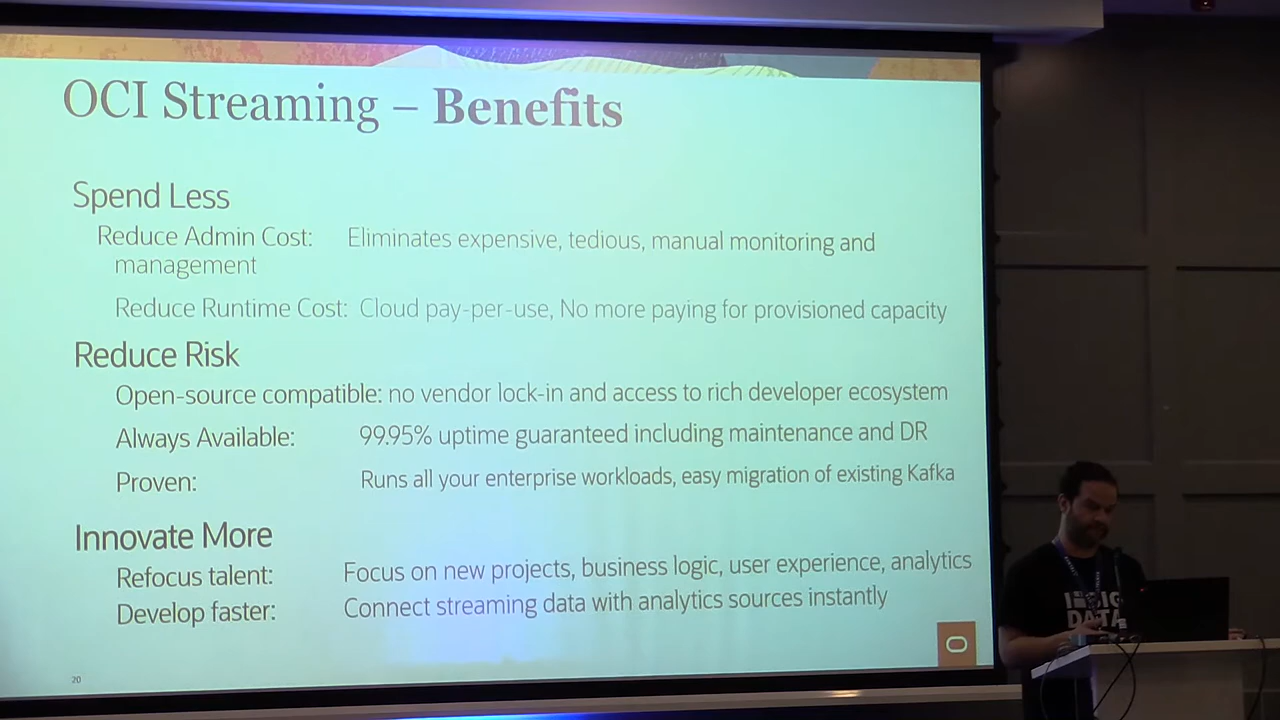 OCI Streaming – Benefits
Spend Less
Reduce Admin Cost: Eliminates expensive, tedious, manual monitoring and
management
Reduce Runtime Cost: Cloud pay-per-use, No more paying for provisioned capacity
Reduce Risk
Open-source compatible: no vendor lock-in and access to rich developer ecosystem
Always Available: 99.95% uptime guaranteed including maintenance and DR
Proven: Runs all your enterprise workloads, easy migration of existing Kafka
Innovate More
Refocus talent: Focus on new projects, business logic, user experience, analytics
Develop faster: Connect streaming data with analytics sources instantly
20
DATA